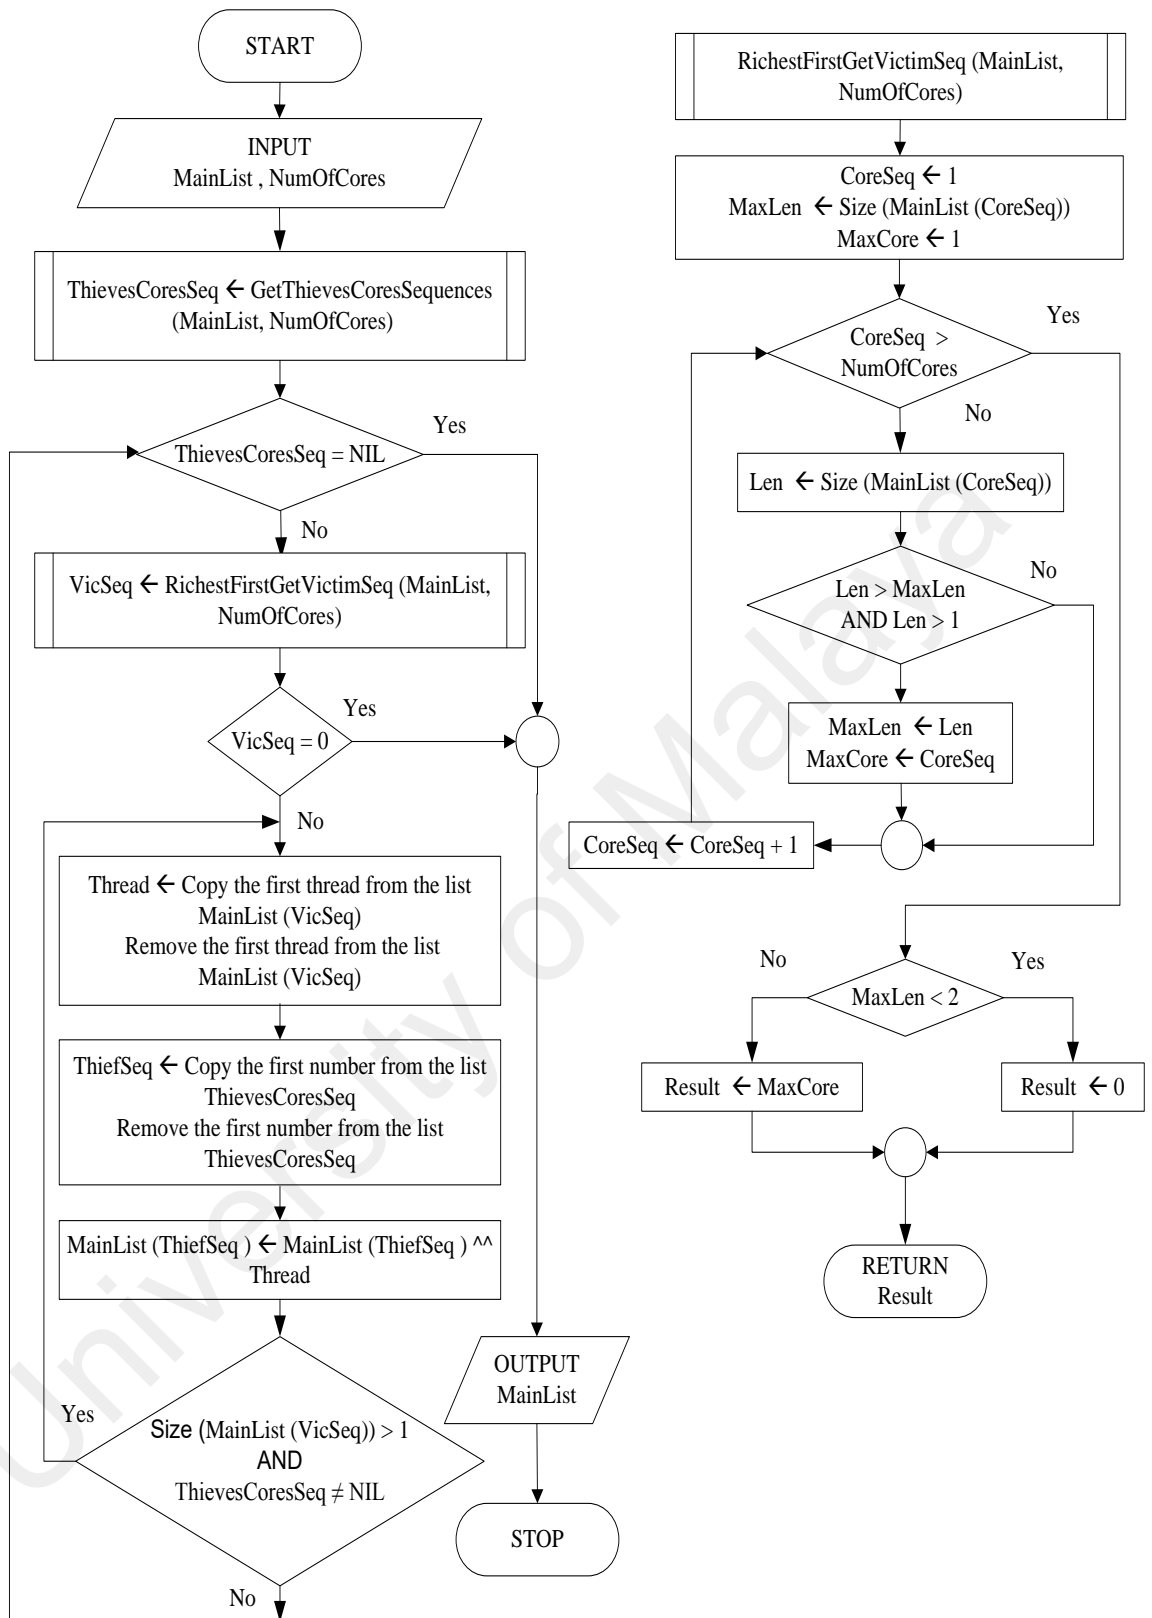 START
INPUT
MainList , NumOfCores
ThievesCoresSeq ← GetThievesCoresSequences
(MainList, NumOfCores)
ThievesCoresSeq = NIL
Yes
No
VicSeq ← RichestFirstGetVictimSeq (MainList,
NumOfCores)
VicSeq = 0
Yes
No
Thread ← Copy the first thread from the list
MainList (VicSeq)
Remove the first thread from the list
MainList (VicSeq)
ThiefSeq ← Copy the first number from the list
ThievesCoresSeq
Remove the first number from the list
ThievesCoresSeq
MainList (ThiefSeq ) ← MainList (ThiefSeq ) ^^
Thread
Size (MainList (VicSeq)) > 1
AND
ThievesCoresSeq ≠ NIL
Yes
No
OUTPUT
MainList
STOP
RichestFirstGetVictimSeq (MainList,
NumOfCores)
CoreSeq ← 1
MaxLen ← Size (MainList (CoreSeq))
MaxCore ← 1
CoreSeq >
NumOfCores
Yes
No
Len ← Size (MainList (CoreSeq))
Len > MaxLen
AND Len > 1
No
MaxLen ← Len
MaxCore ← CoreSeq
CoreSeq ← CoreSeq + 1
MaxLen < 2
No
Yes
Result ← MaxCore
Result ← 0
RETURN
Result
University of Malaya